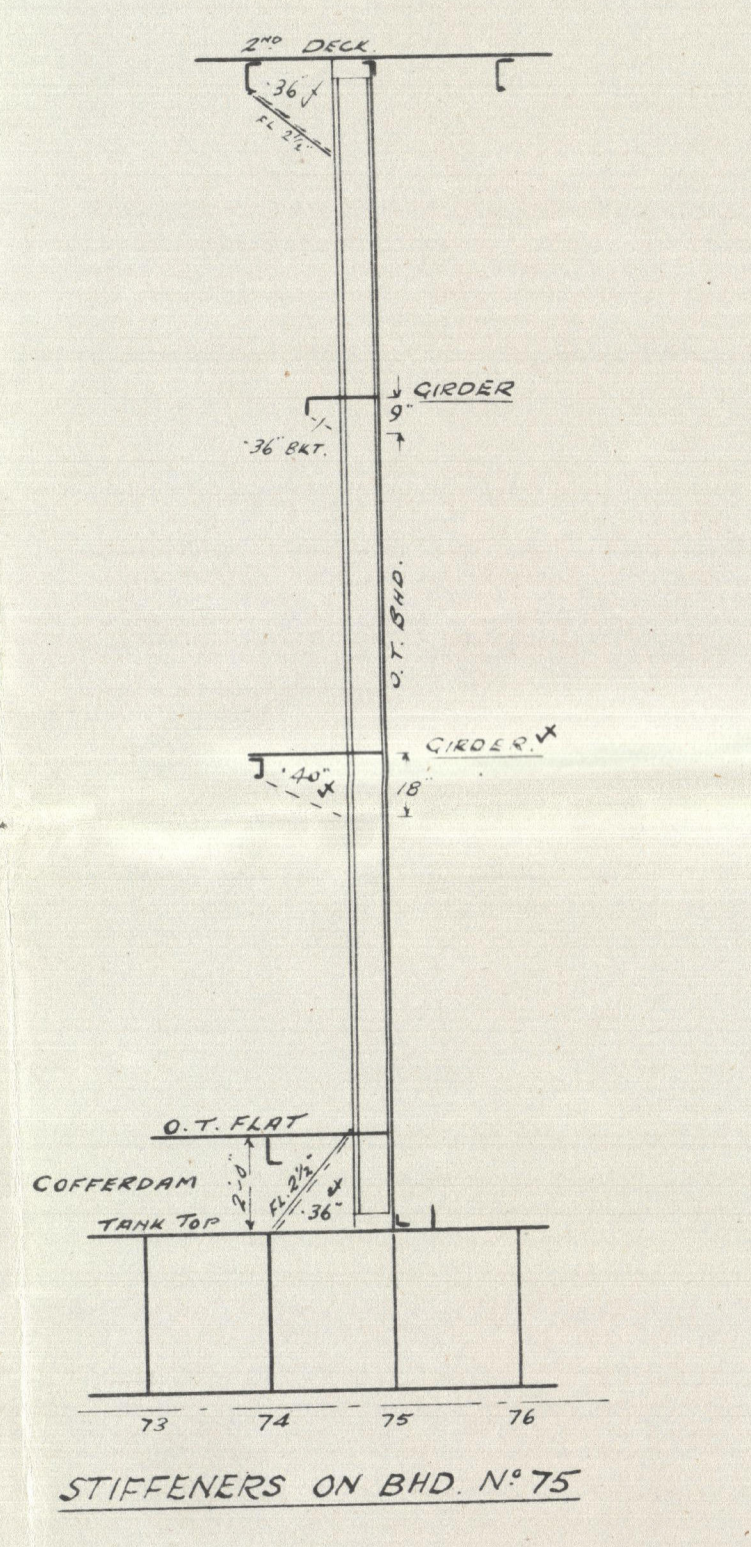 2ND DECK.
·36"
FL 2½"
GIRDER
9"
·36" BKT.
O.T. BHD.
GIRDER.
·40"
18"
O.T. FLAT
COFFERDAM
2'-0"
FL. 2½"
·36"
TANK TOP
73 74 75 76
STIFFENERS ON BHD. No 75